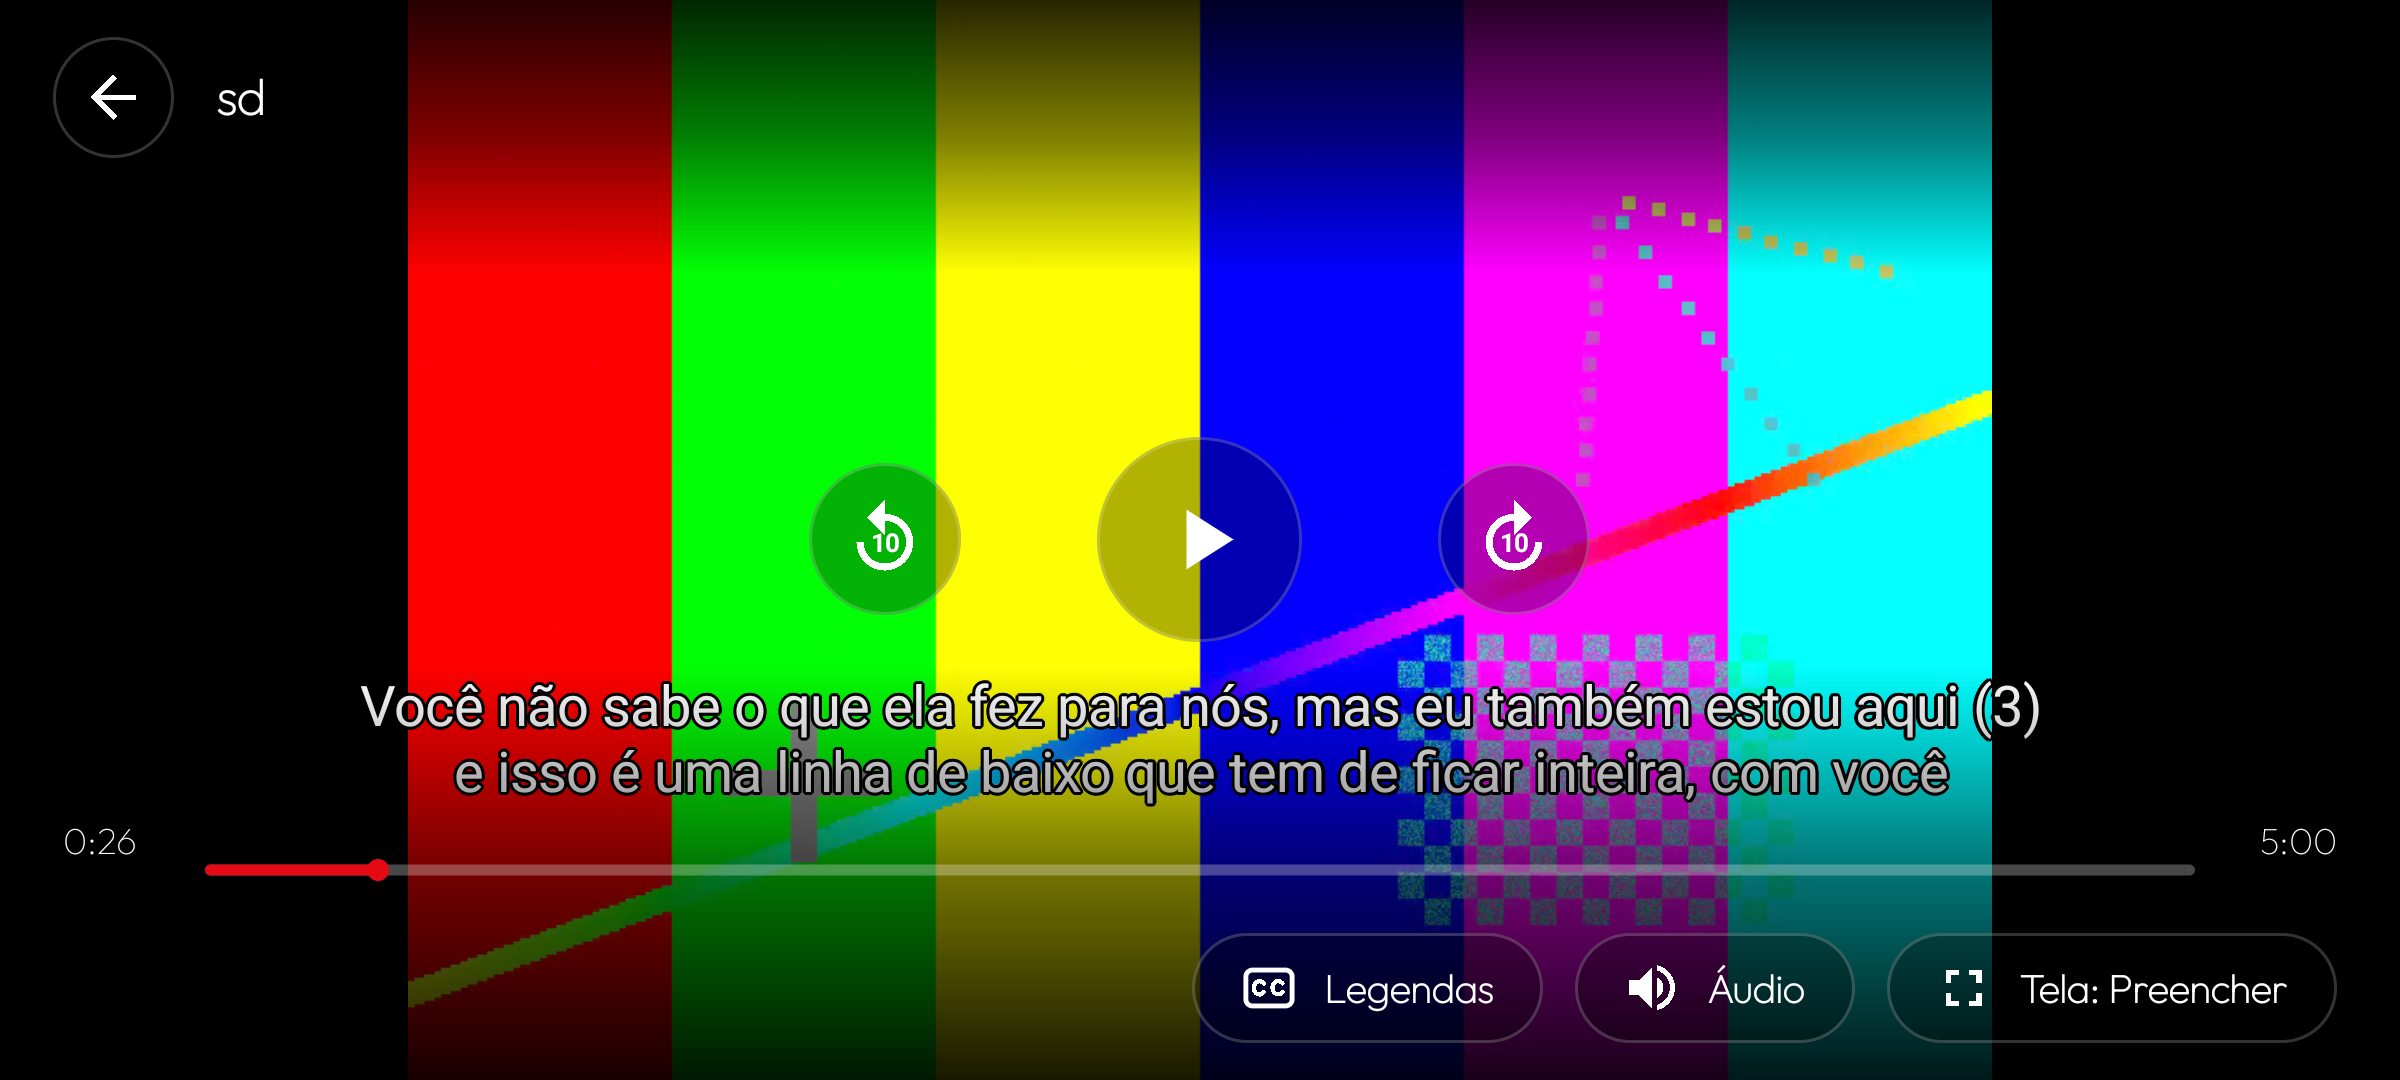 sd
10
10
Você não sabe o que ela fez para nós, mas eu também estou aqui (3)
e isso é uma linha de baixo que tem de ficar inteira, com você
0:26
5:00
CC Legendas
Áudio
Tela: Preencher